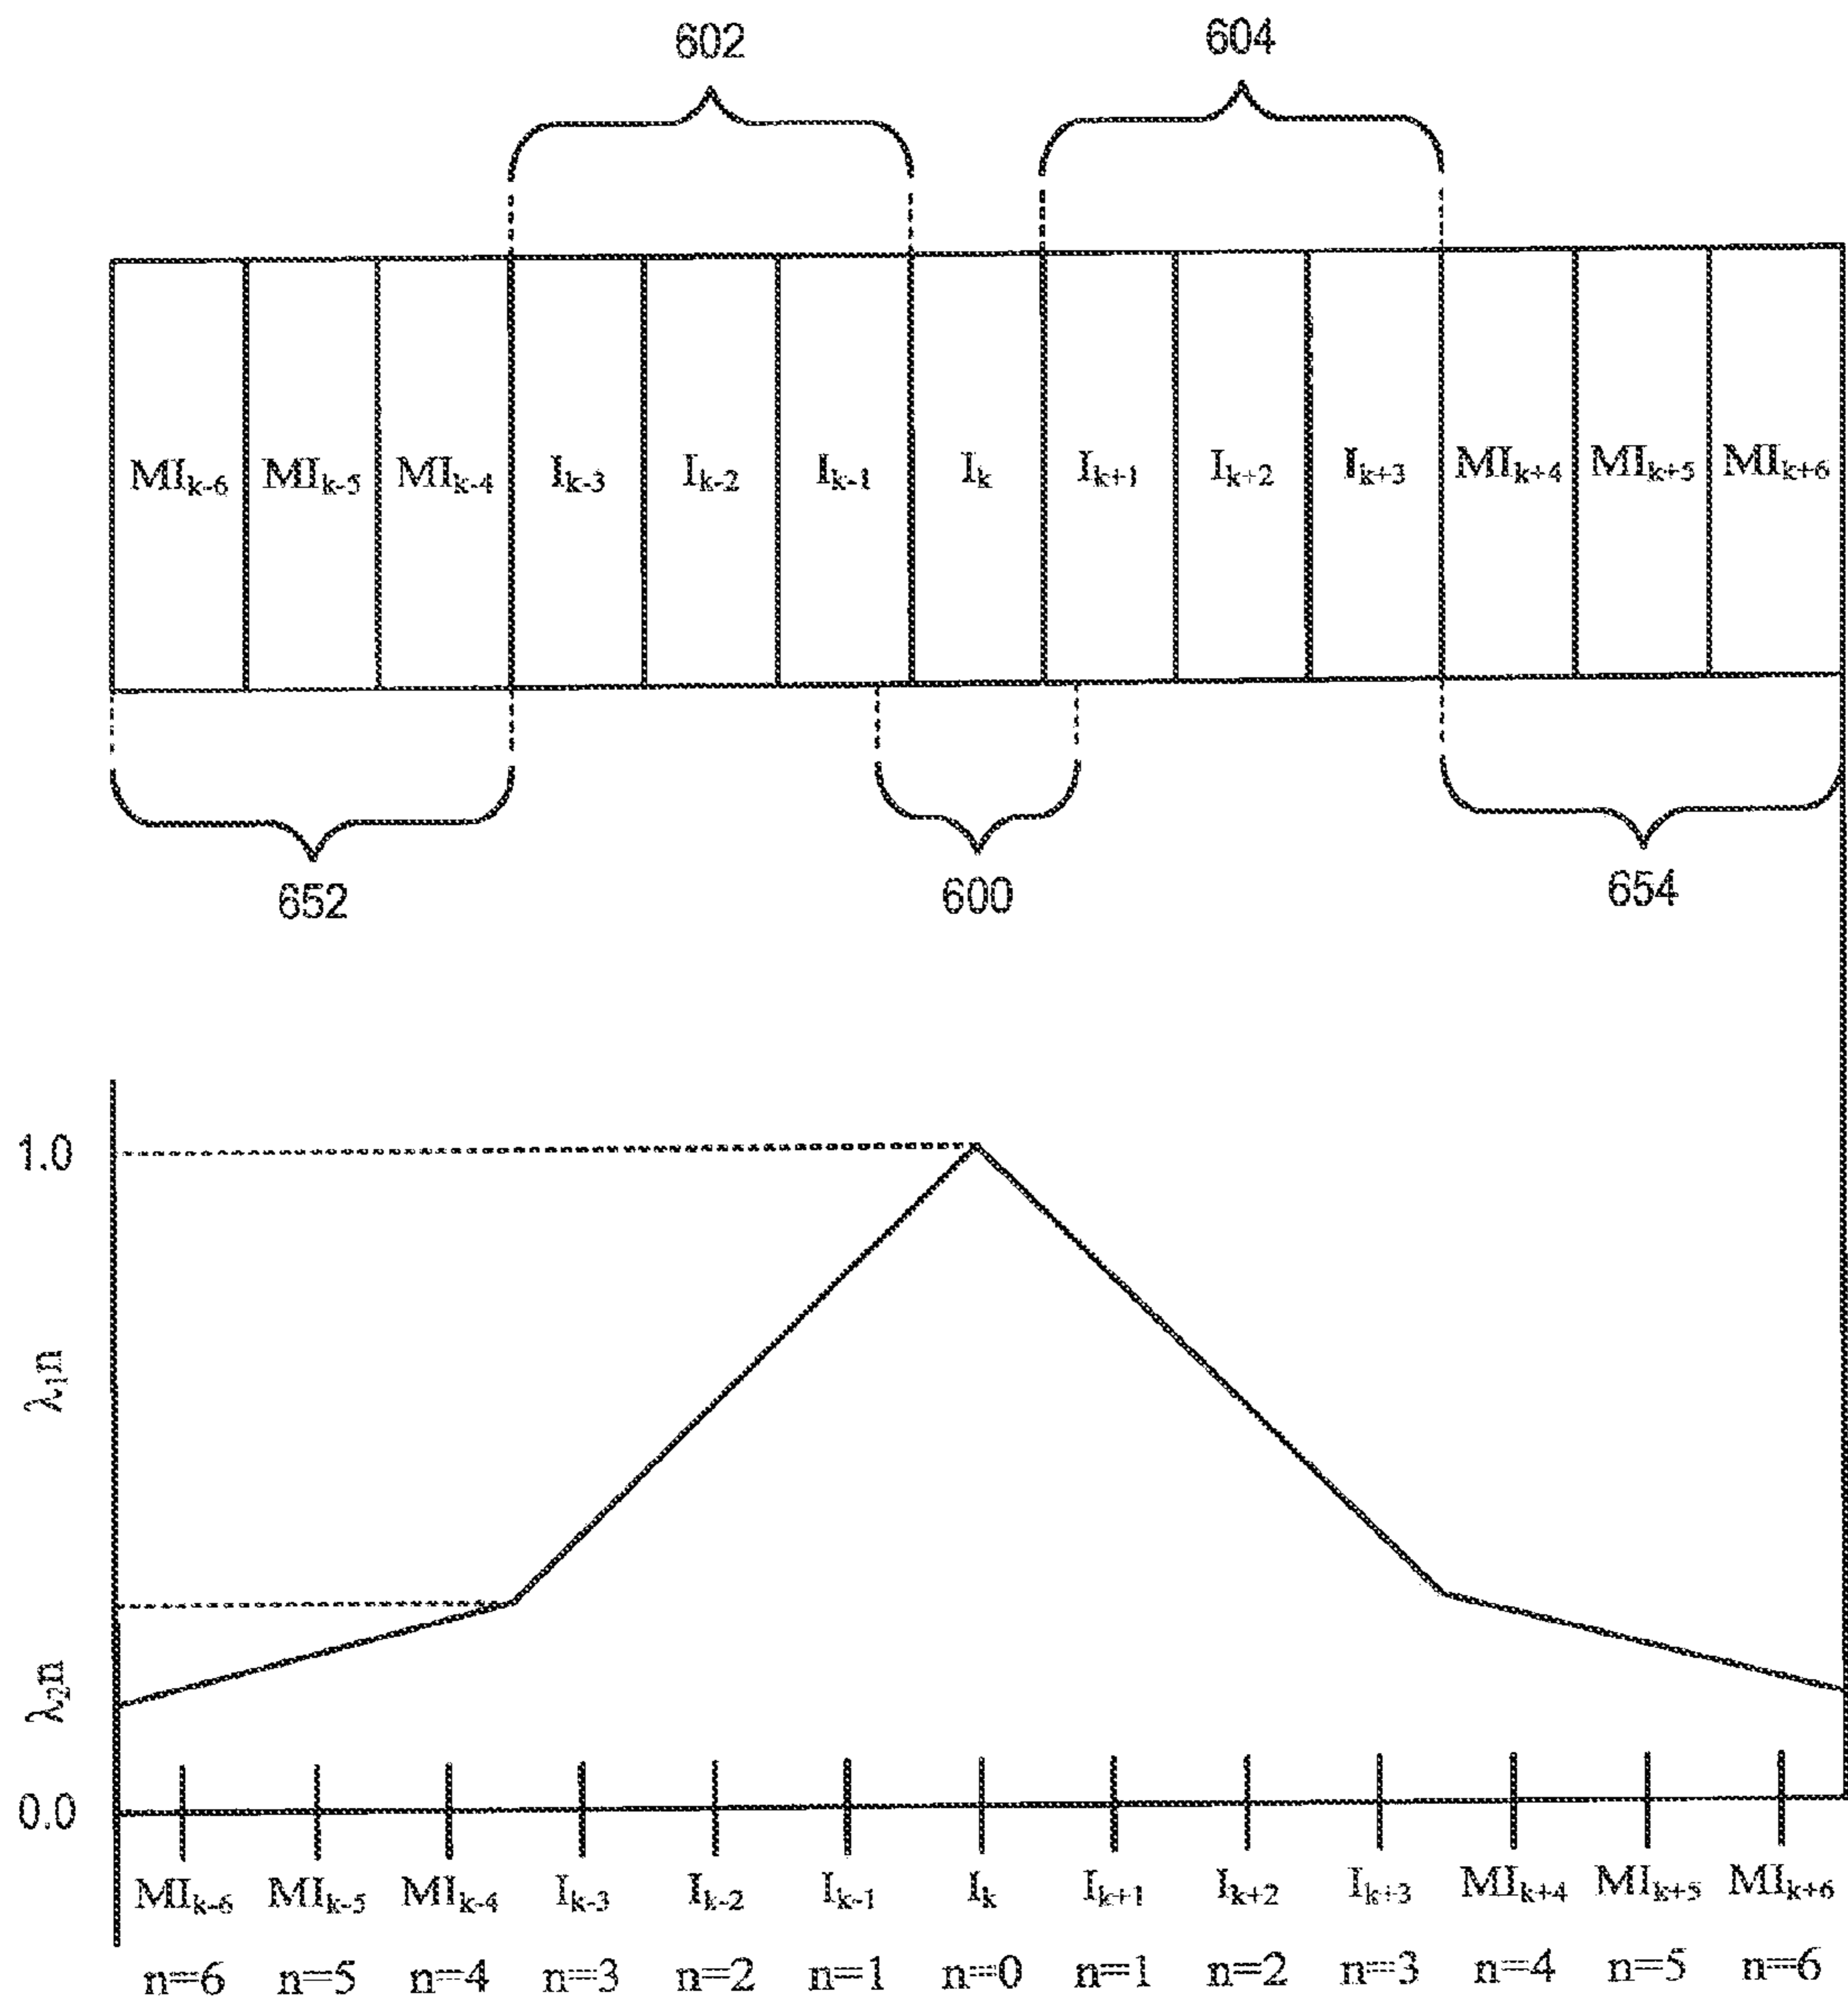 602 604
MIk-6 MIk-5 MIk-4 Ik-3 Ik-2 Ik-1 Ik Ik+1 Ik+2 Ik+3 MIk+4 MIk+5 MIk+6
652 600 654
1.0
λ1n
λ2n
0.0
MIk-6 MIk-5 MIk-4 Ik-3 Ik-2 Ik-1 Ik Ik+1 Ik+2 Ik+3 MIk+4 MIk+5 MIk+6
n=6 n=5 n=4 n=3 n=2 n=1 n=0 n=1 n=2 n=3 n=4 n=5 n=6